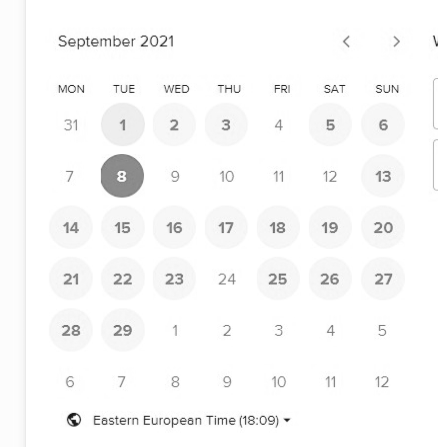 September 2021
MON TUE WED THU FRI SAT SUN
31 1 2 3 4 5 6
7 8 9 10 11 12 13
14 15 16 17 18 19 20
21 22 23 24 25 26 27
28 29 1 2 3 4 5
6 7 8 9 10 11 12
Eastern European Time (18:09)